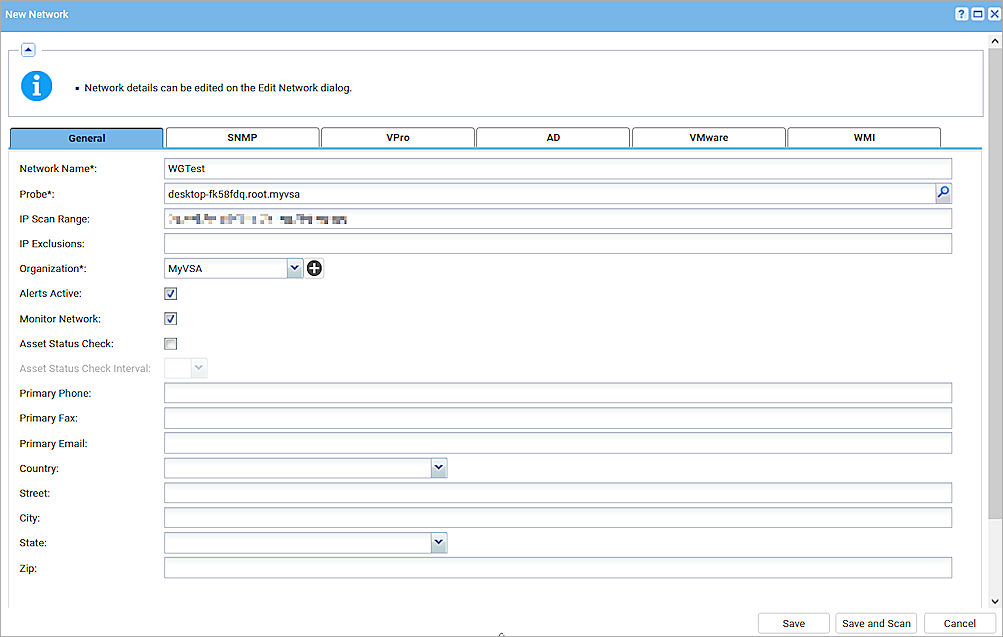 New Network
?
i
Network details can be edited on the Edit Network dialog.
General SNMP VPro AD VMware WMI
Network Name*: WGTest
Probe*: desktop-fk58fdq.root.myvsa
IP Scan Range:
IP Exclusions:
Organization*: MyVSA
Alerts Active:
Monitor Network:
Asset Status Check:
Asset Status Check Interval:
Primary Phone:
Primary Fax:
Primary Email:
Country:
Street:
City:
State:
Zip:
Save Save and Scan Cancel